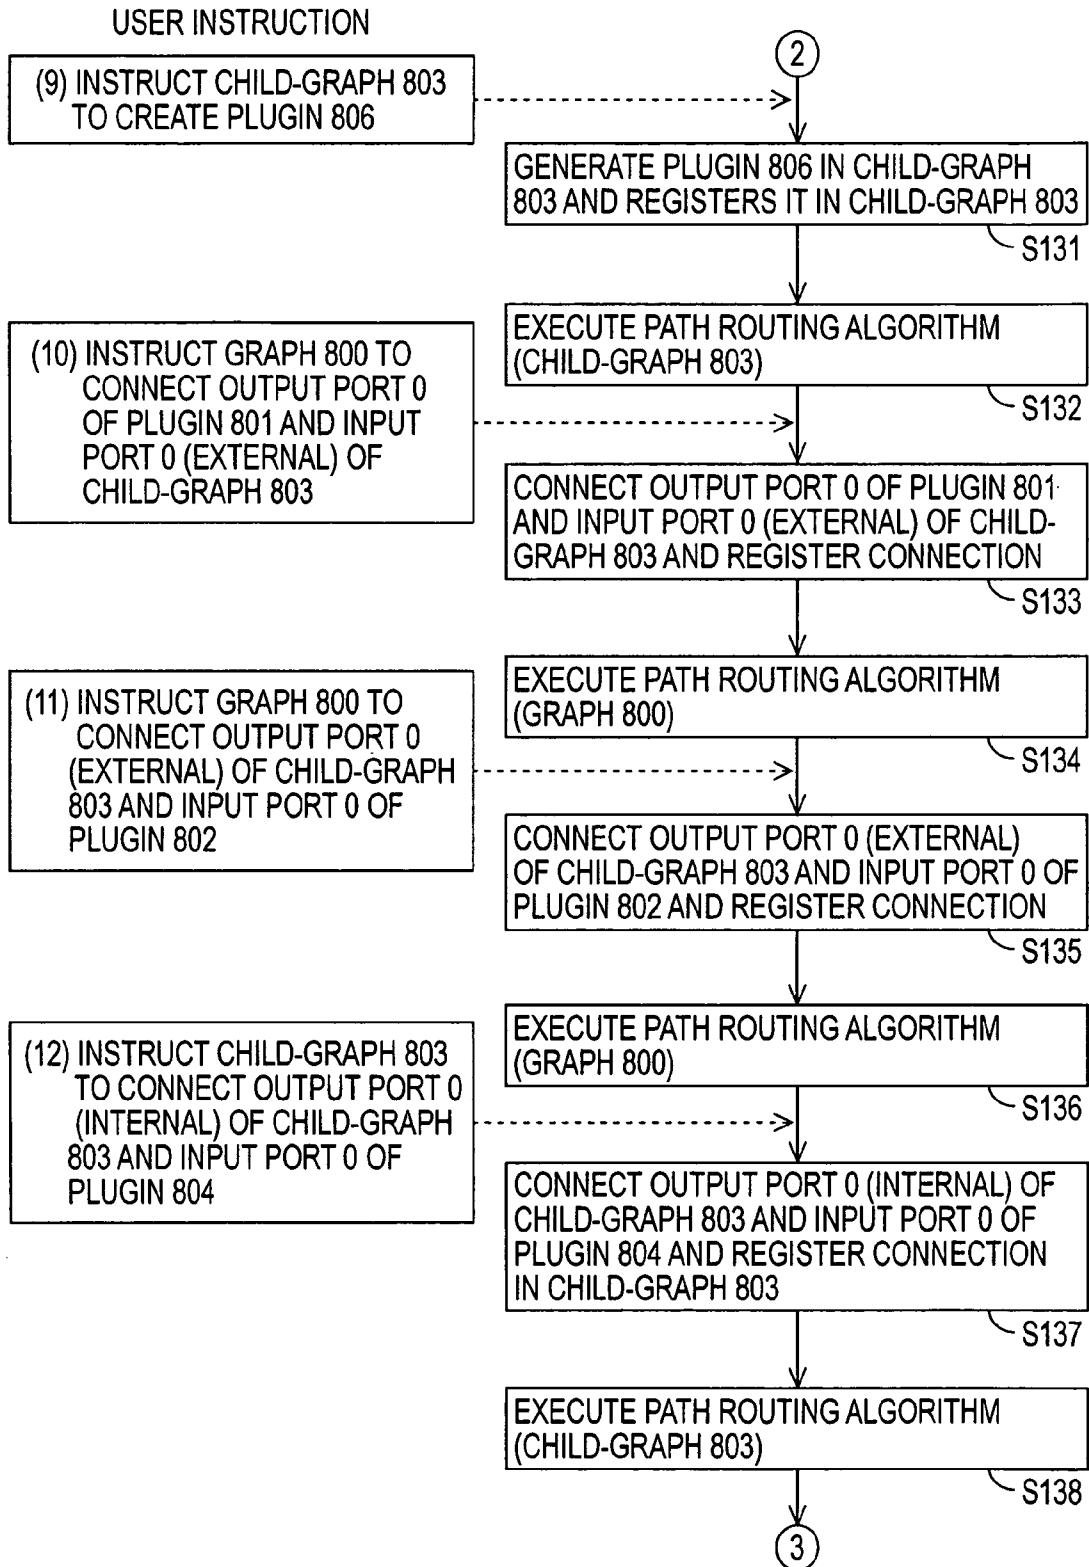 USER INSTRUCTION
2
(9) INSTRUCT CHILD-GRAPH 803
TO CREATE PLUGIN 806
GENERATE PLUGIN 806 IN CHILD-GRAPH
803 AND REGISTERS IT IN CHILD-GRAPH 803
S131
EXECUTE PATH ROUTING ALGORITHM
(CHILD-GRAPH 803)
S132
(10) INSTRUCT GRAPH 800 TO
CONNECT OUTPUT PORT 0
OF PLUGIN 801 AND INPUT
PORT 0 (EXTERNAL) OF
CHILD-GRAPH 803
CONNECT OUTPUT PORT 0 OF PLUGIN 801
AND INPUT PORT 0 (EXTERNAL) OF CHILD-
GRAPH 803 AND REGISTER CONNECTION
S133
EXECUTE PATH ROUTING ALGORITHM
(GRAPH 800)
S134
(11) INSTRUCT GRAPH 800 TO
CONNECT OUTPUT PORT 0
(EXTERNAL) OF CHILD-GRAPH
803 AND INPUT PORT 0 OF
PLUGIN 802
CONNECT OUTPUT PORT 0 (EXTERNAL)
OF CHILD-GRAPH 803 AND INPUT PORT 0 OF
PLUGIN 802 AND REGISTER CONNECTION
S135
EXECUTE PATH ROUTING ALGORITHM
(GRAPH 800)
S136
(12) INSTRUCT CHILD-GRAPH 803
TO CONNECT OUTPUT PORT 0
(INTERNAL) OF CHILD-GRAPH
803 AND INPUT PORT 0 OF
PLUGIN 804
CONNECT OUTPUT PORT 0 (INTERNAL) OF
CHILD-GRAPH 803 AND INPUT PORT 0 OF
PLUGIN 804 AND REGISTER CONNECTION
IN CHILD-GRAPH 803
S137
EXECUTE PATH ROUTING ALGORITHM
(CHILD-GRAPH 803)
S138
3